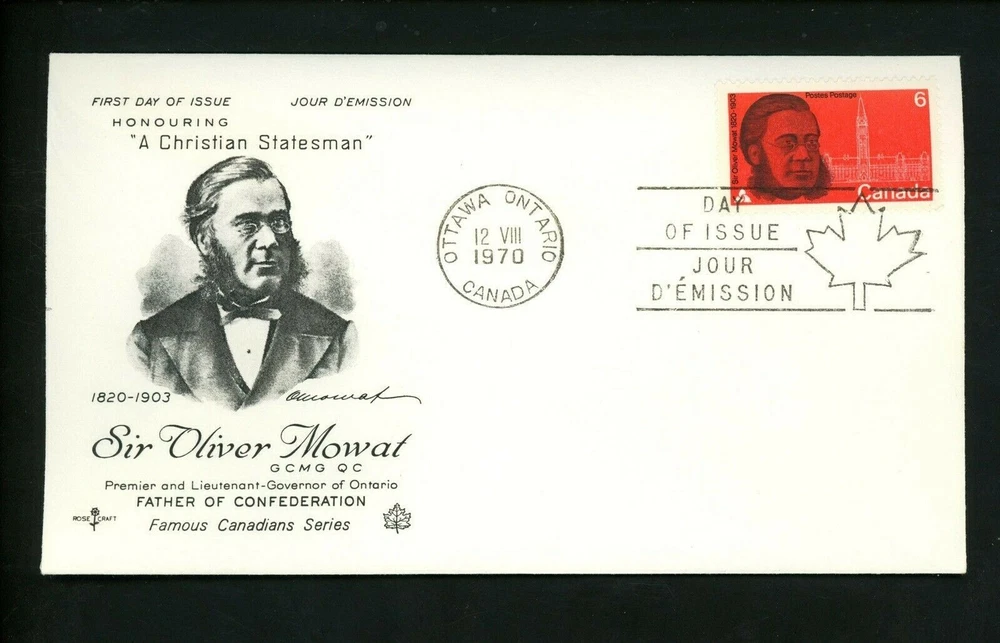 FIRST DAY OF ISSUE JOUR D'EMISSION
HONOURING
"A Christian Statesman"
1820-1903
Omowat
Sir Oliver Mowat
GCMG QC
Premier and Lieutenant-Governor of Ontario
FATHER OF CONFEDERATION
ROSE CRAFT
Famous Canadians Series
OTTAWA ONTARIO
12 VIII
1970
CANADA
Sir Oliver Mowat 1820-1903
Postes Postage
6
Canada
DAY
OF ISSUE
JOUR
D'ÉMISSION